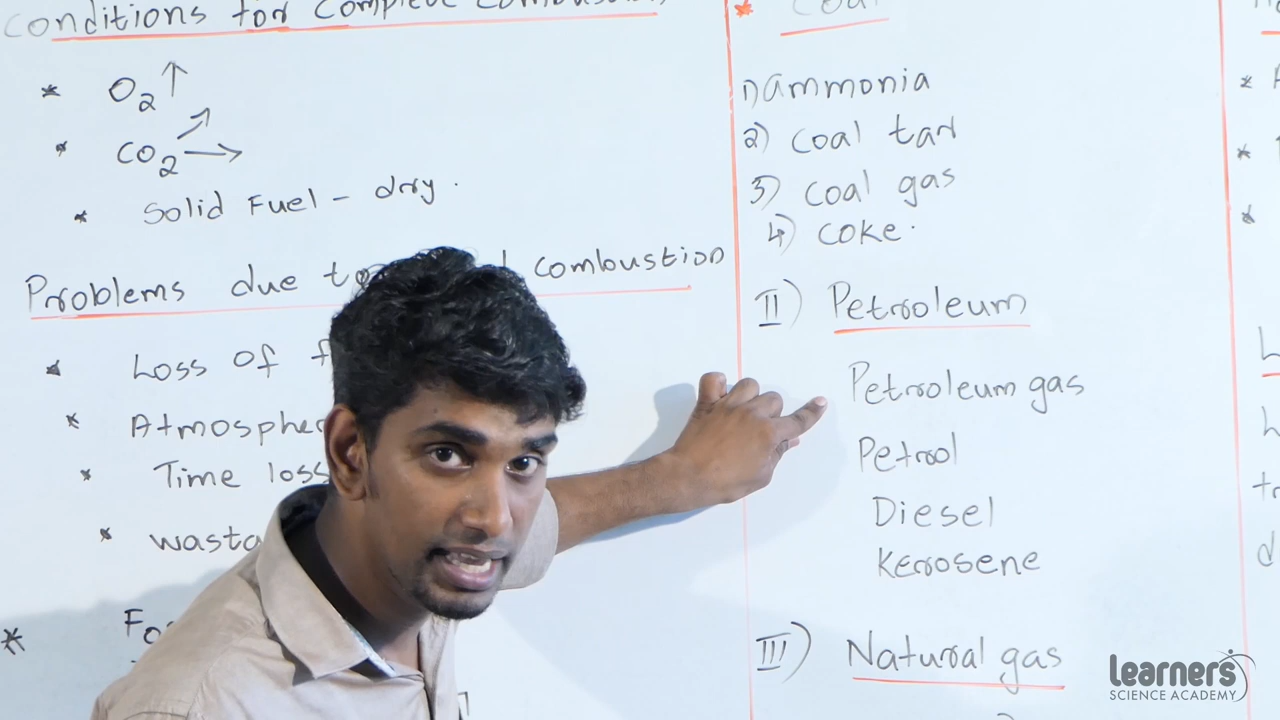 Conditions for Complete Combustion
* O2 ↑
* CO2 ↗ →
* Solid Fuel - dry.
Problems due to combustion
* Loss of
* Atmospher
* Time loss
* wasta
*
* Coal
1) ammonia
2) Coal tar
3) Coal gas
4) Coke.
II) Petroleum
Petroleum gas
Petrol
Diesel
Kerosene
III) Natural gas
*
*
*
learners
SCIENCE ACADEMY